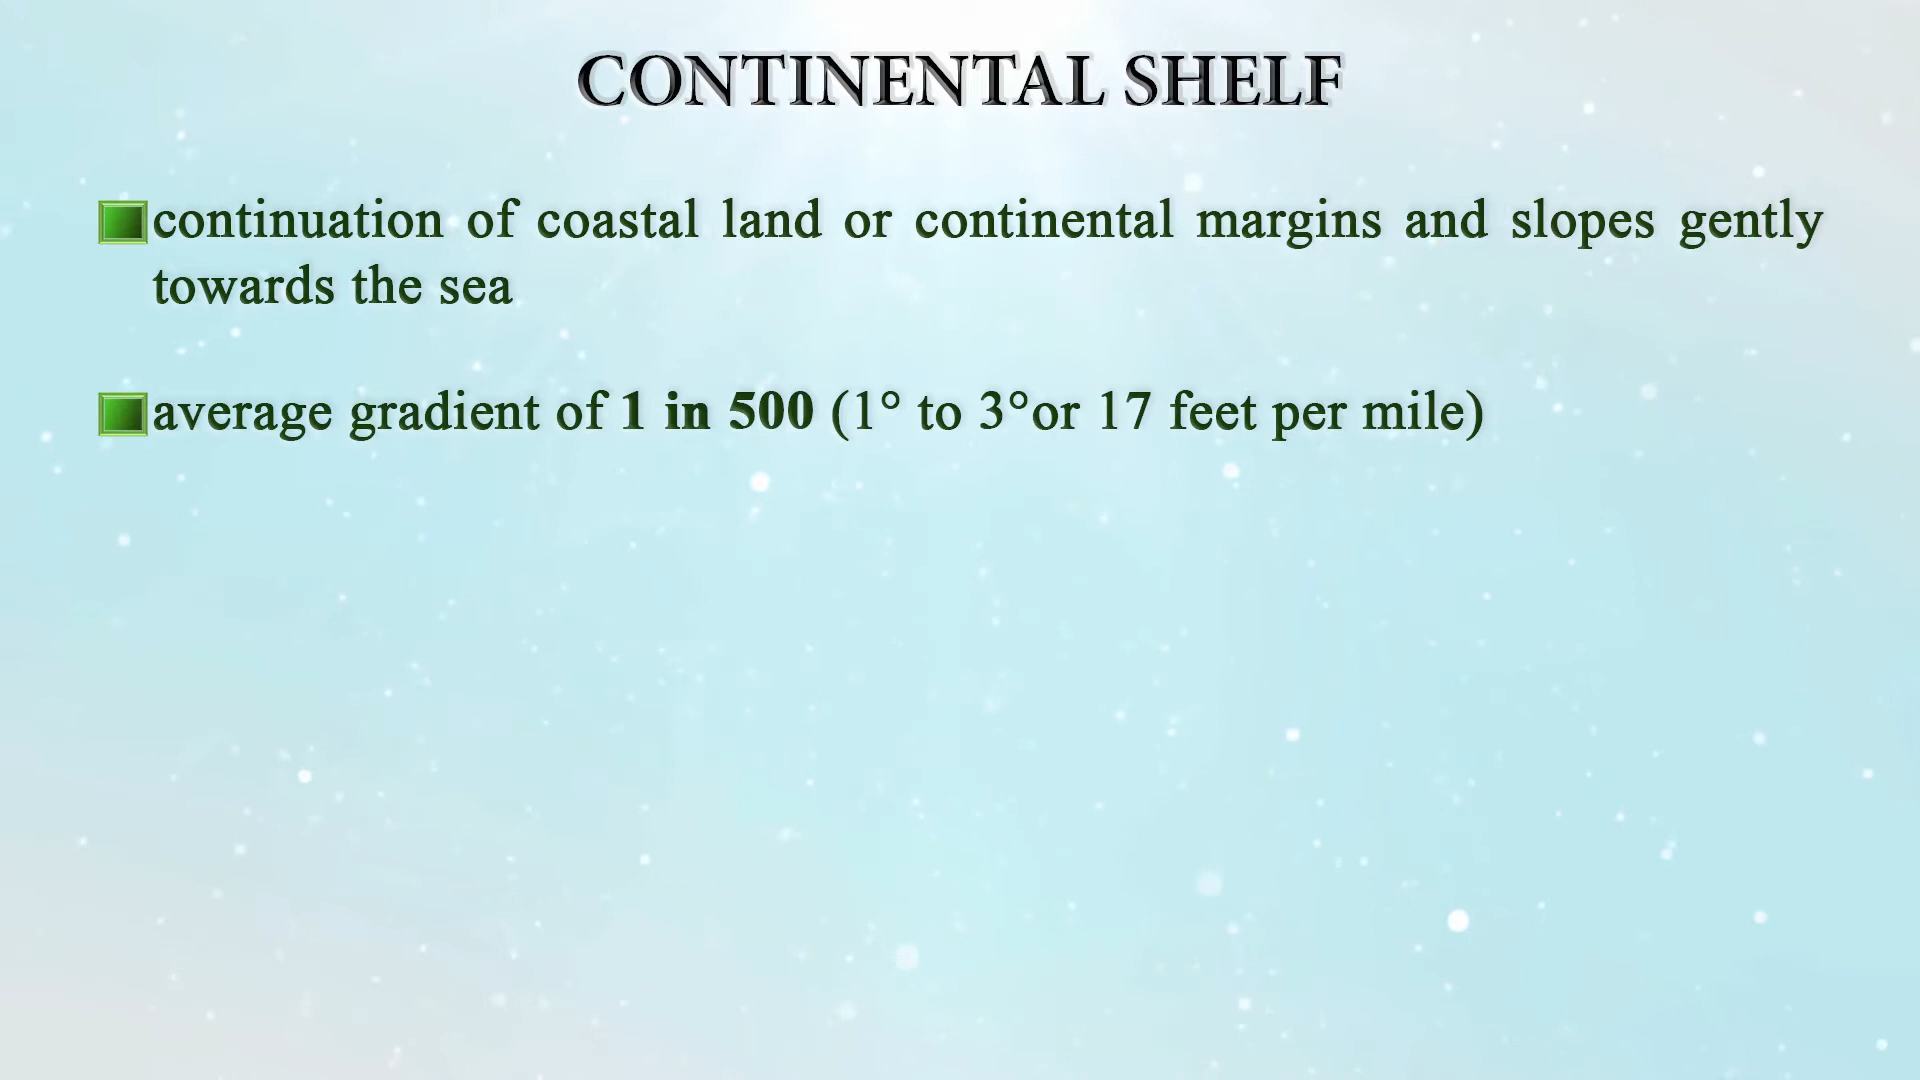 CONTINENTAL SHELF
continuation of coastal land or continental margins and slopes gently
towards the sea
average gradient of 1 in 500 (1° to 3°or 17 feet per mile)